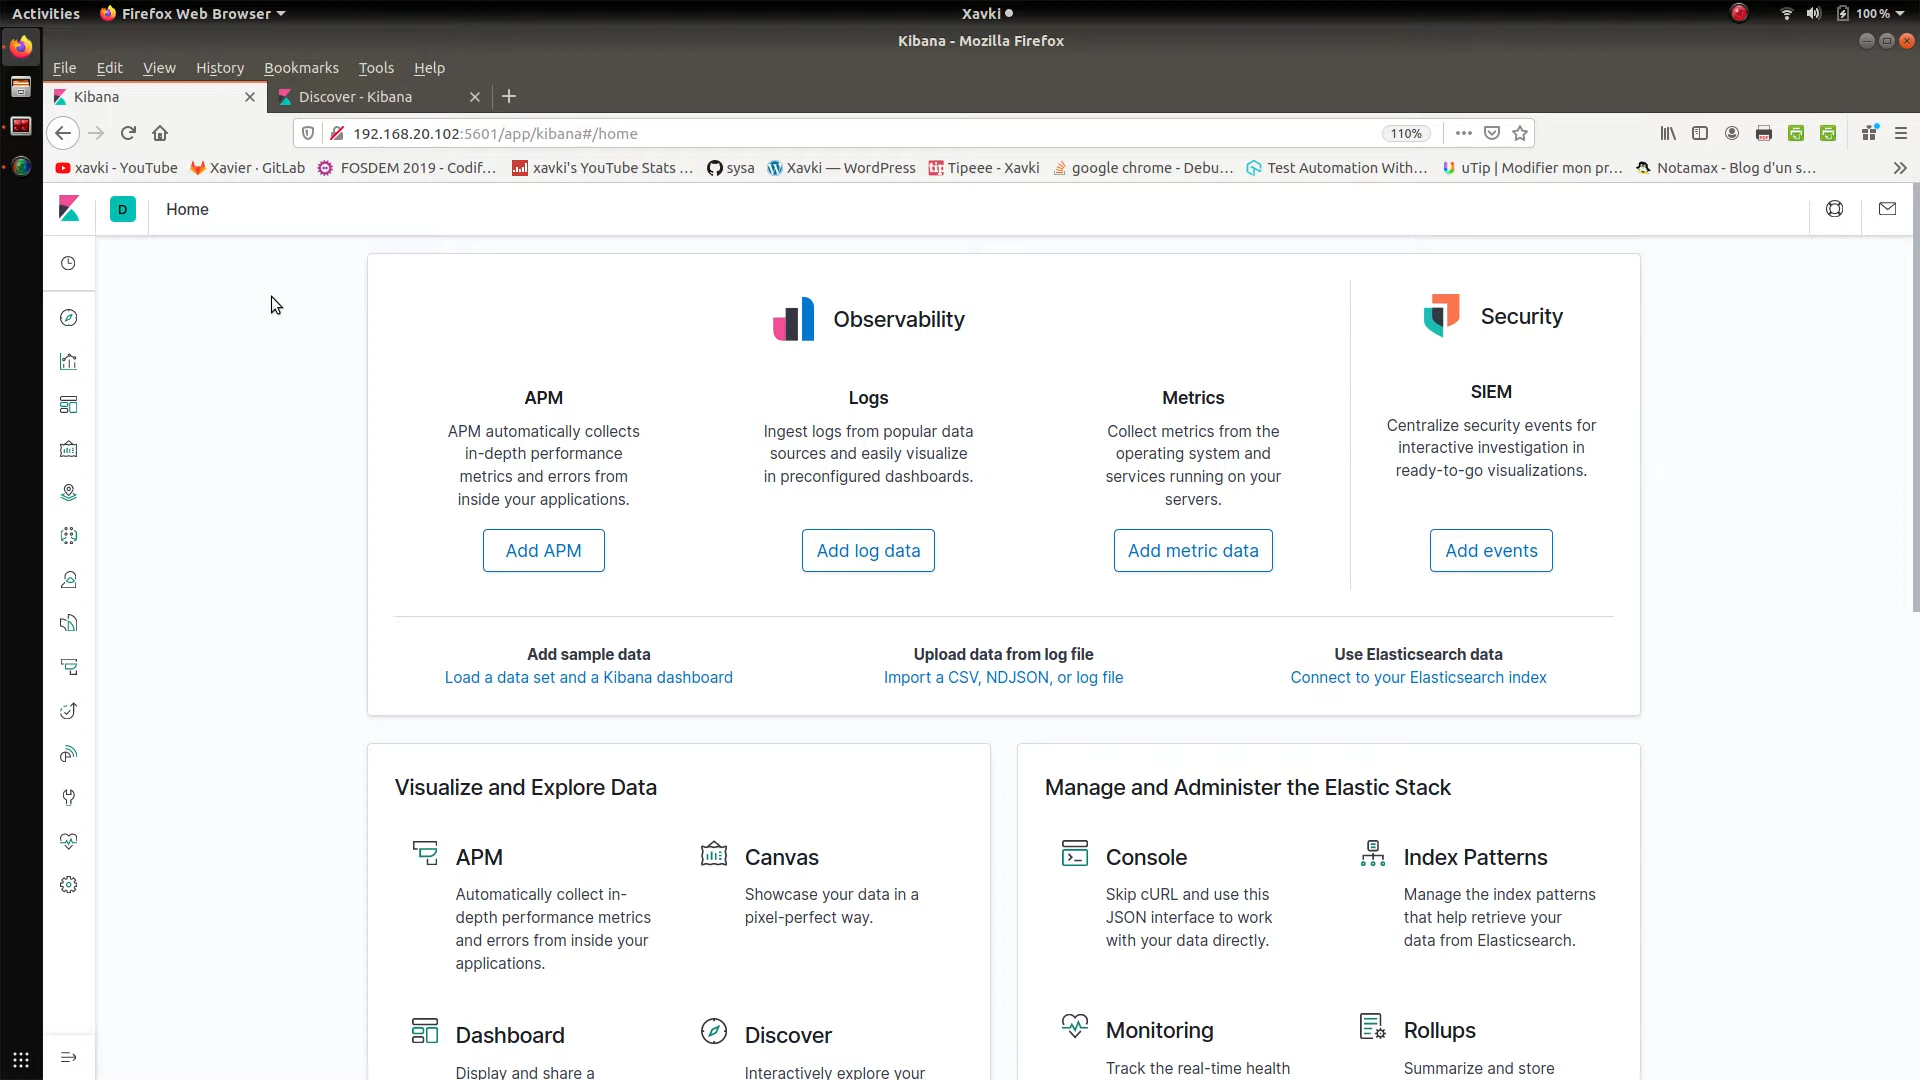 Activities Firefox Web Browser Xavki 100 %
Kibana - Mozilla Firefox
File Edit View History Bookmarks Tools Help
Kibana Discover - Kibana
192.168.20.102:5601/app/kibana#/home 110%
xavki - YouTube Xavier · GitLab FOSDEM 2019 - Codif... xavki's YouTube Stats ... sysa Xavki — WordPress Tipeee - Xavki google chrome - Debu... Test Automation With... uTip | Modifier mon pr... Notamax - Blog d'un s...
D Home
Observability
Security
APM
APM automatically collects
in-depth performance
metrics and errors from
inside your applications.
Add APM
Logs
Ingest logs from popular data
sources and easily visualize
in preconfigured dashboards.
Add log data
Metrics
Collect metrics from the
operating system and
services running on your
servers.
Add metric data
SIEM
Centralize security events for
interactive investigation in
ready-to-go visualizations.
Add events
Add sample data
Load a data set and a Kibana dashboard
Upload data from log file
Import a CSV, NDJSON, or log file
Use Elasticsearch data
Connect to your Elasticsearch index
Visualize and Explore Data
APM
Automatically collect in-
depth performance metrics
and errors from inside your
applications.
Canvas
Showcase your data in a
pixel-perfect way.
Dashboard
Display and share a
Discover
Interactively explore your
Manage and Administer the Elastic Stack
Console
Skip cURL and use this
JSON interface to work
with your data directly.
Index Patterns
Manage the index patterns
that help retrieve your
data from Elasticsearch.
Monitoring
Track the real-time health
Rollups
Summarize and store